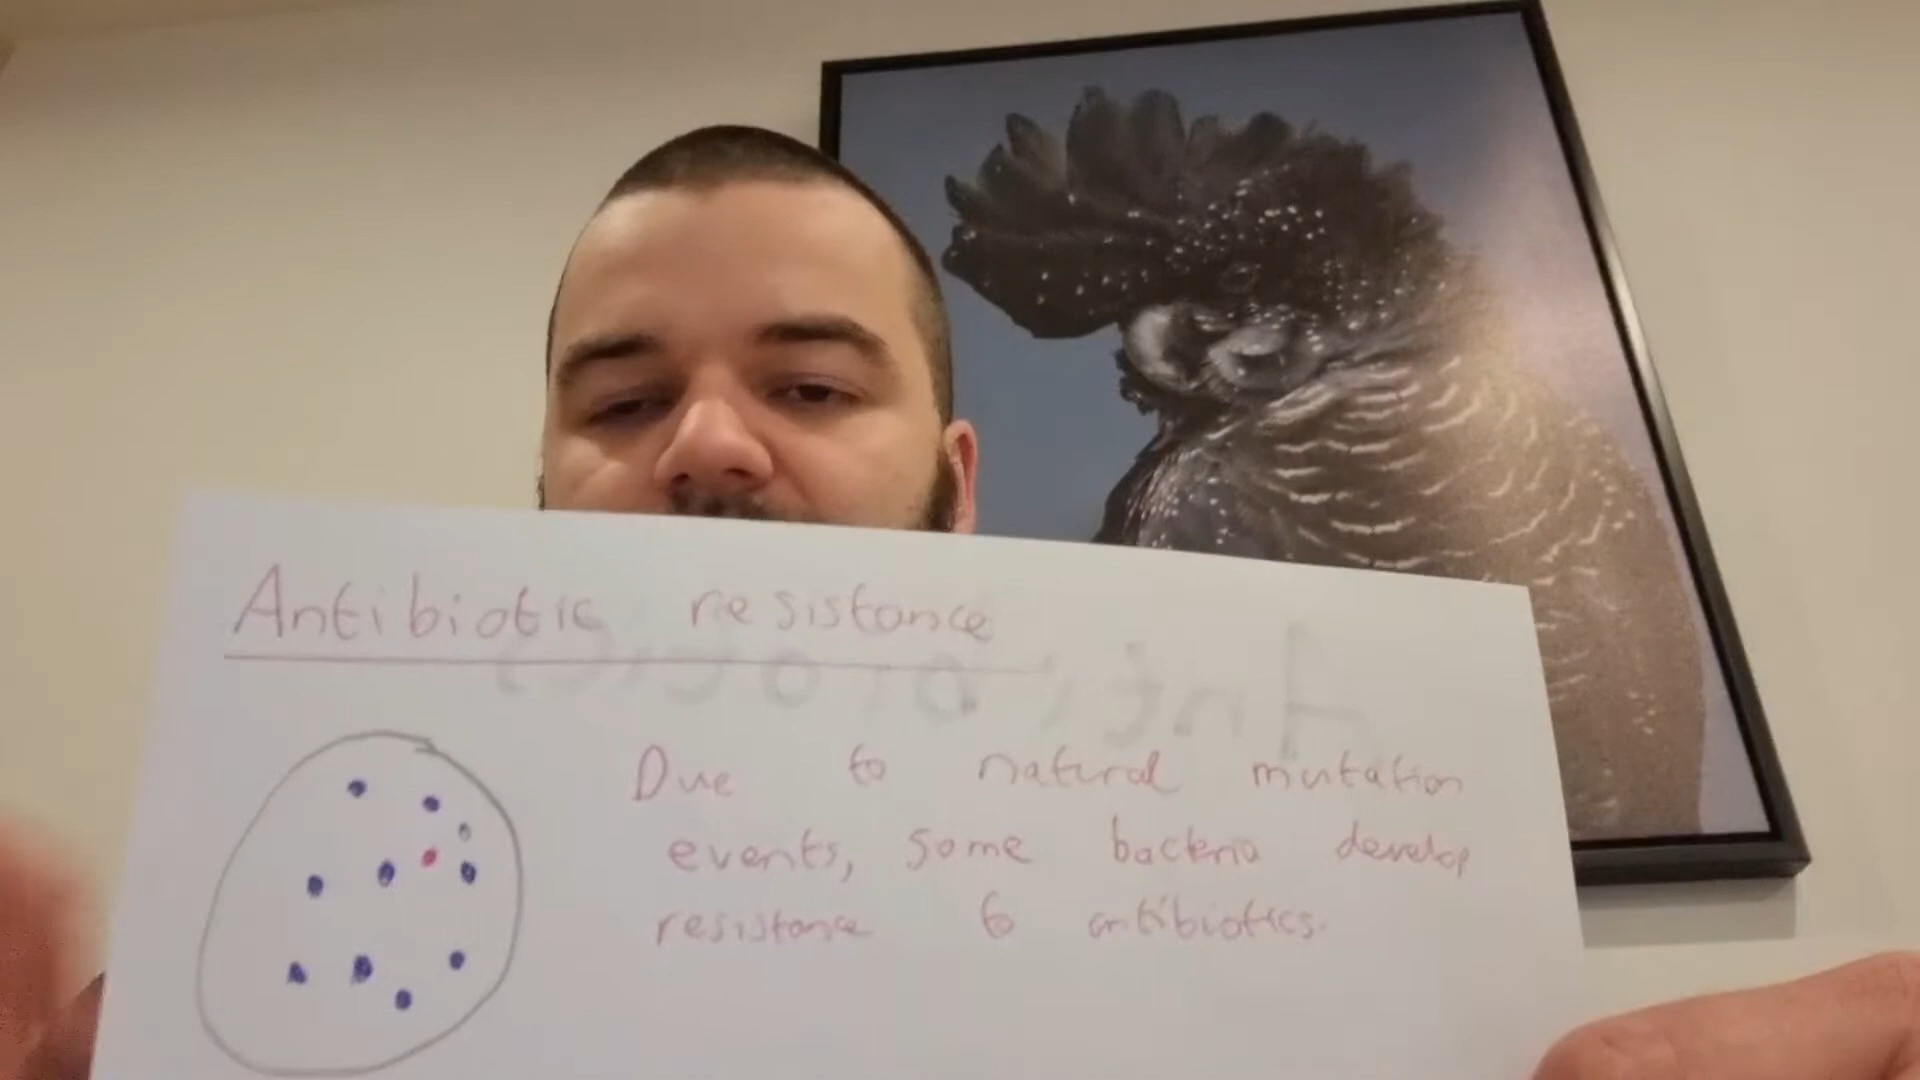 Antibiotic resistance
Due to natural mutation
events, some bacteria develop
resistance to antibiotics.